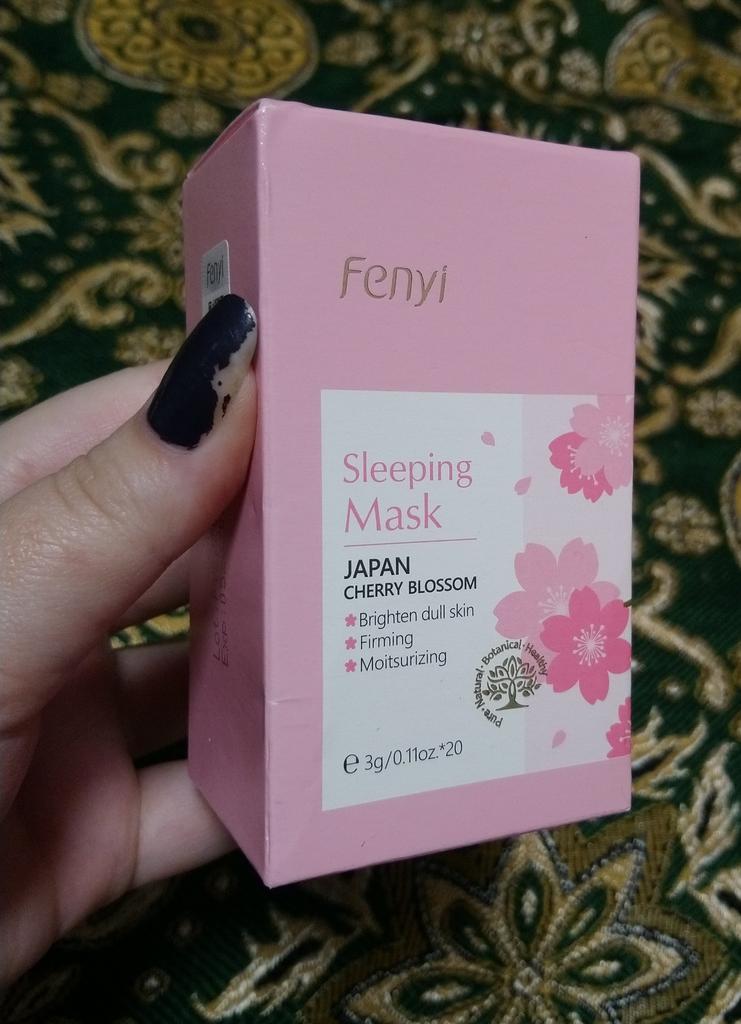 Fenyi
Fenyi
Sleeping
Mask
JAPAN
CHERRY BLOSSOM
Brighten dull skin
Firming
Moitsurizing
Pure·Natural·Botanical·Healthy
e 3g/0.11oz.*20